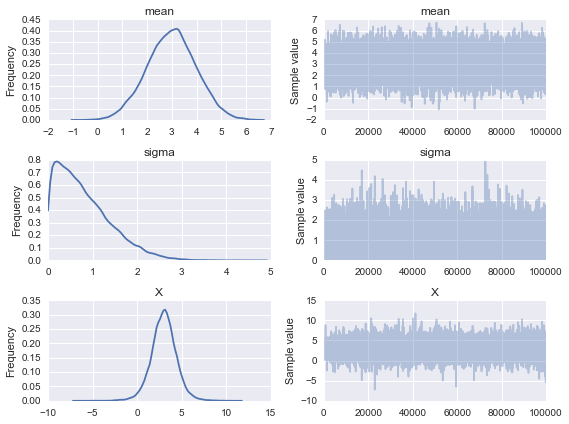 mean
Frequency
0.45
0.40
0.35
0.30
0.25
0.20
0.15
0.10
0.05
0.00
-2 -1 0 1 2 3 4 5 6 7
mean
Sample value
7
6
5
4
3
2
1
0
−1
−2
0 20000 40000 60000 80000 100000
sigma
Frequency
0.8
0.7
0.6
0.5
0.4
0.3
0.2
0.1
0.0
0 1 2 3 4 5
sigma
Sample value
5
4
3
2
1
0
0 20000 40000 60000 80000 100000
X
Frequency
0.35
0.30
0.25
0.20
0.15
0.10
0.05
0.00
−10 −5 0 5 10 15
X
Sample value
15
10
5
0
−5
−10
0 20000 40000 60000 80000 100000